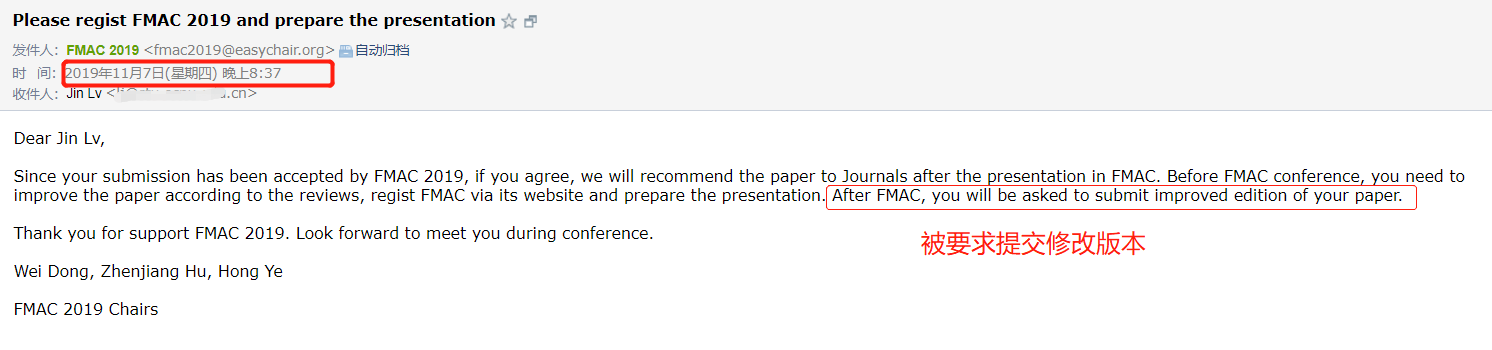 Please regist FMAC 2019 and prepare the presentation
发件人: FMAC 2019 <fmac2019@easychair.org> 自动归档
时 间: 2019年11月7日(星期四) 晚上8:37
收件人: Jin Lv
Dear Jin Lv,
Since your submission has been accepted by FMAC 2019, if you agree, we will recommend the paper to Journals after the presentation in FMAC. Before FMAC conference, you need to
improve the paper according to the reviews, regist FMAC via its website and prepare the presentation. After FMAC, you will be asked to submit improved edition of your paper.
Thank you for support FMAC 2019. Look forward to meet you during conference.
被要求提交修改版本
Wei Dong, Zhenjiang Hu, Hong Ye
FMAC 2019 Chairs